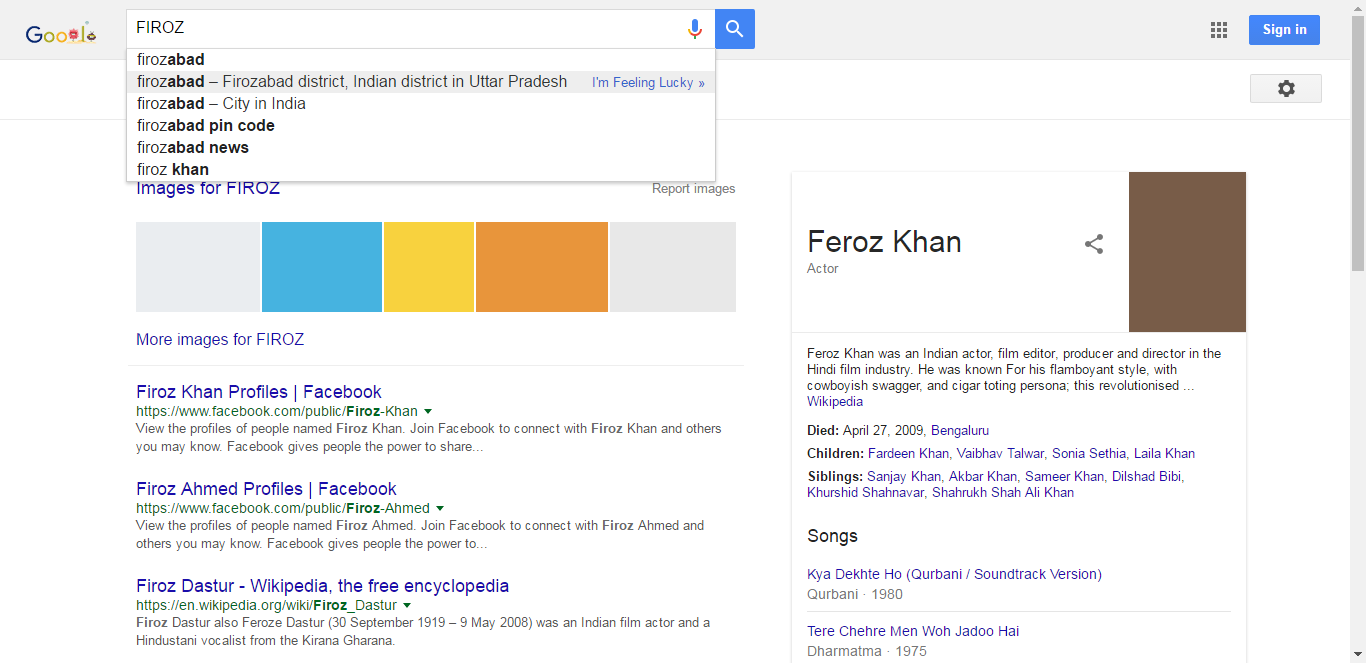 Google
FIROZ
Sign in
firozabad
firozabad – Firozabad district, Indian district in Uttar Pradesh I'm Feeling Lucky »
firozabad – City in India
firozabad pin code
firozabad news
firoz khan
Images for FIROZ
Report images
More images for FIROZ
Firoz Khan Profiles | Facebook
https://www.facebook.com/public/Firoz-Khan
View the profiles of people named Firoz Khan. Join Facebook to connect with Firoz Khan and others
you may know. Facebook gives people the power to share...
Firoz Ahmed Profiles | Facebook
https://www.facebook.com/public/Firoz-Ahmed
View the profiles of people named Firoz Ahmed. Join Facebook to connect with Firoz Ahmed and
others you may know. Facebook gives people the power to...
Firoz Dastur - Wikipedia, the free encyclopedia
https://en.wikipedia.org/wiki/Firoz_Dastur
Firoz Dastur also Feroze Dastur (30 September 1919 – 9 May 2008) was an Indian film actor and a
Hindustani vocalist from the Kirana Gharana.
Feroz Khan
Actor
Feroz Khan was an Indian actor, film editor, producer and director in the
Hindi film industry. He was known For his flamboyant style, with
cowboyish swagger, and cigar toting persona; this revolutionised ...
Wikipedia
Died: April 27, 2009, Bengaluru
Children: Fardeen Khan, Vaibhav Talwar, Sonia Sethia, Laila Khan
Siblings: Sanjay Khan, Akbar Khan, Sameer Khan, Dilshad Bibi,
Khurshid Shahnavar, Shahrukh Shah Ali Khan
Songs
Kya Dekhte Ho (Qurbani / Soundtrack Version)
Qurbani · 1980
Tere Chehre Men Woh Jadoo Hai
Dharmatma · 1975